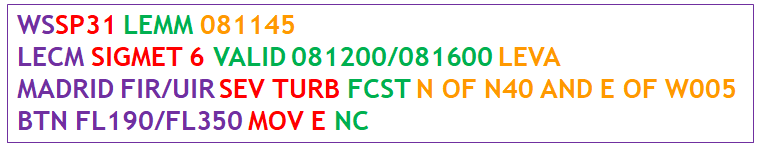 WSSP31 LEMM 081145
LECM SIGMET 6 VALID 081200/081600 LEVA
MADRID FIR/UIR SEV TURB FCST N OF N40 AND E OF W005
BTN FL190/FL350 MOV E NC